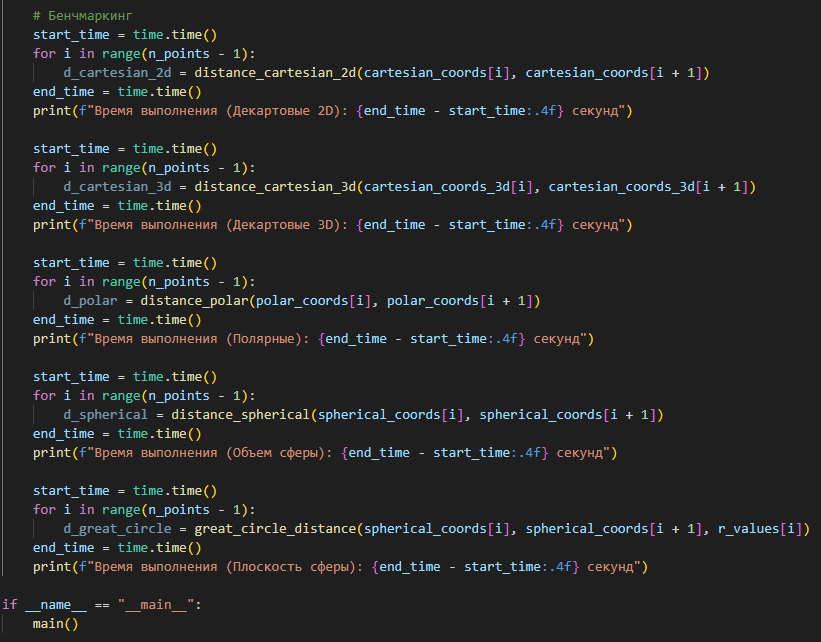 # Бенчмаркинг
start_time = time.time()
for i in range(n_points - 1):
d_cartesian_2d = distance_cartesian_2d(cartesian_coords[i], cartesian_coords[i + 1])
end_time = time.time()
print(f"Время выполнения (Декартовые 2D): {end_time - start_time:.4f} секунд")
start_time = time.time()
for i in range(n_points - 1):
d_cartesian_3d = distance_cartesian_3d(cartesian_coords_3d[i], cartesian_coords_3d[i + 1])
end_time = time.time()
print(f"Время выполнения (Декартовые 3D): {end_time - start_time:.4f} секунд")
start_time = time.time()
for i in range(n_points - 1):
d_polar = distance_polar(polar_coords[i], polar_coords[i + 1])
end_time = time.time()
print(f"Время выполнения (Полярные): {end_time - start_time:.4f} секунд")
start_time = time.time()
for i in range(n_points - 1):
d_spherical = distance_spherical(spherical_coords[i], spherical_coords[i + 1])
end_time = time.time()
print(f"Время выполнения (Объем сферы): {end_time - start_time:.4f} секунд")
start_time = time.time()
for i in range(n_points - 1):
d_great_circle = great_circle_distance(spherical_coords[i], spherical_coords[i + 1], r_values[i])
end_time = time.time()
print(f"Время выполнения (Плоскость сферы): {end_time - start_time:.4f} секунд")
if __name__ == "__main__":
main()